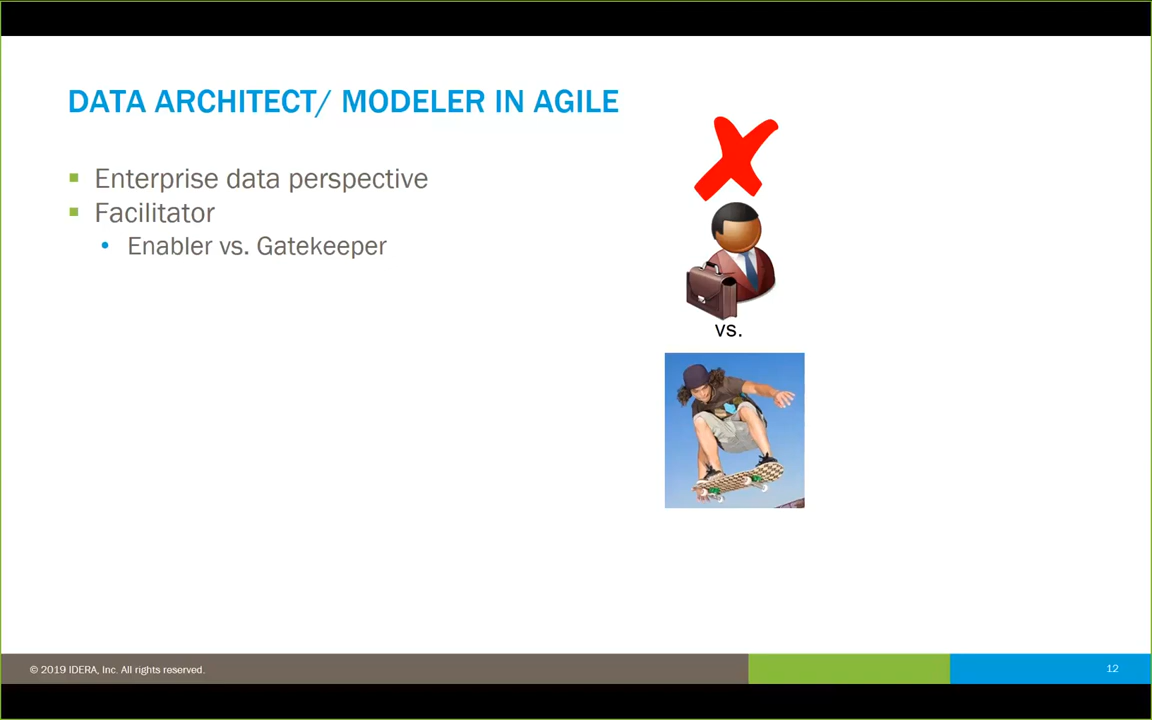 DATA ARCHITECT/ MODELER IN AGILE
Enterprise data perspective
Facilitator
Enabler vs. Gatekeeper
vs.
© 2019 IDERA, Inc. All rights reserved.
12